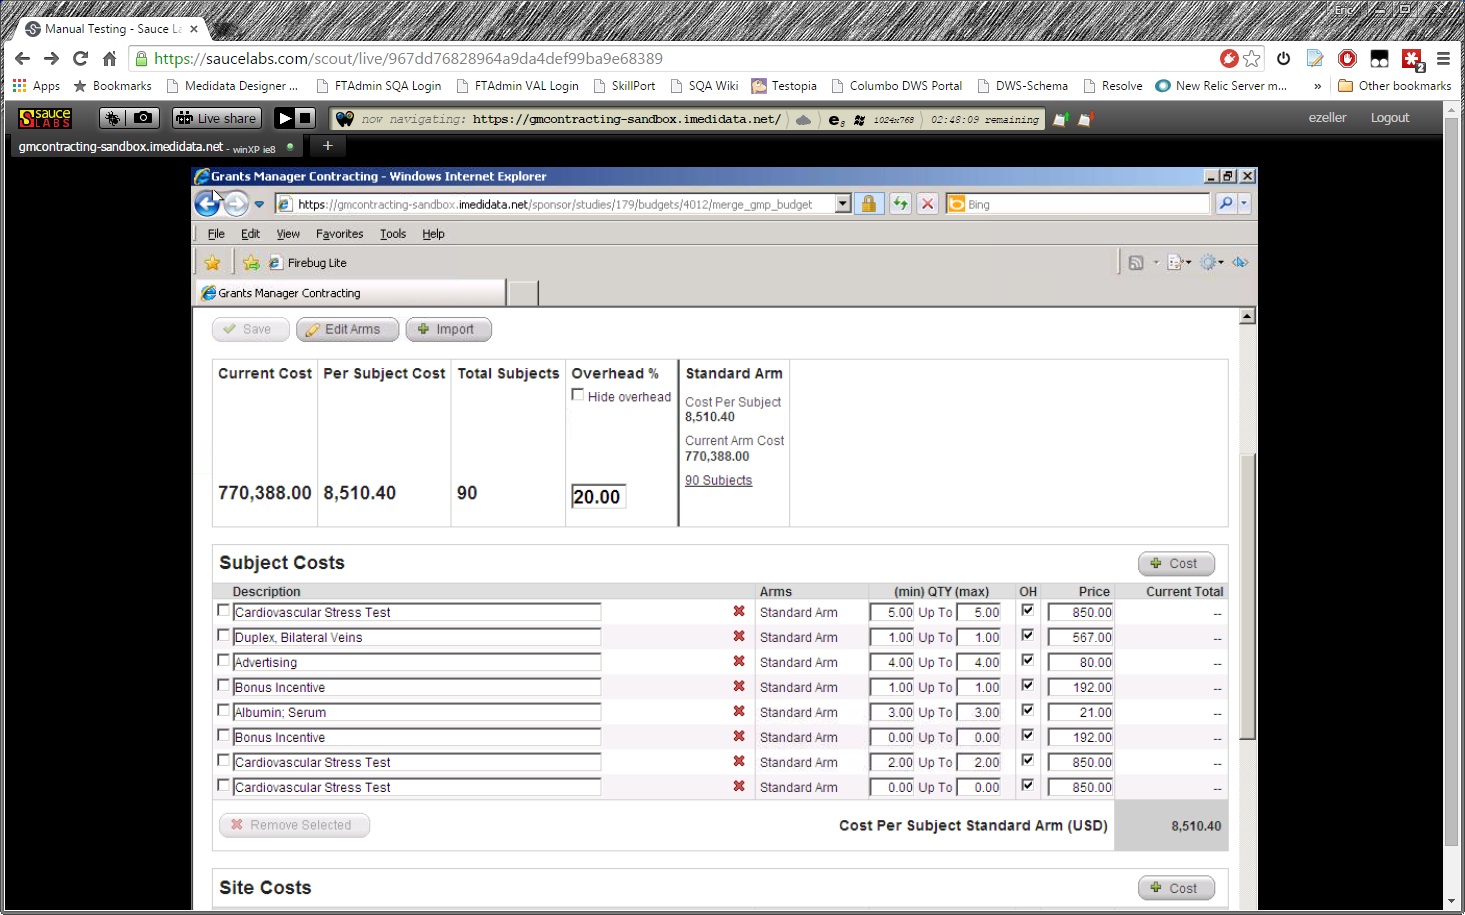 Eric
Manual Testing - Sauce La
https://saucelabs.com/scout/live/967dd76828964a9da4def99ba9e68389
2
Apps Bookmarks Medidata Designer ... FTAdmin SQA Login FTAdmin VAL Login SkillPort SQA Wiki Testopia Columbo DWS Portal DWS-Schema Resolve New Relic Server m... » Other bookmarks
SAUCE LABS Live share now navigating: https://gmcontracting-sandbox.imedidata.net/ e8 1024x768 02:48:09 remaining ezeller Logout
gmcontracting-sandbox.imedidata.net - winXP ie8 +
Grants Manager Contracting - Windows Internet Explorer
https://gmcontracting-sandbox.imedidata.net/sponsor/studies/179/budgets/4012/merge_gmp_budget Bing
File Edit View Favorites Tools Help
Firebug Lite
Grants Manager Contracting
Save Edit Arms Import
Current Cost Per Subject Cost Total Subjects Overhead % Standard Arm
Hide overhead Cost Per Subject
8,510.40
Current Arm Cost
770,388.00
90 Subjects
770,388.00 8,510.40 90 20.00
Subject Costs Cost
Description Arms (min) QTY (max) OH Price Current Total
Cardiovascular Stress Test Standard Arm 5.00 Up To 5.00 850.00 --
Duplex, Bilateral Veins Standard Arm 1.00 Up To 1.00 567.00 --
Advertising Standard Arm 4.00 Up To 4.00 80.00 --
Bonus Incentive Standard Arm 1.00 Up To 1.00 192.00 --
Albumin; Serum Standard Arm 3.00 Up To 3.00 21.00 --
Bonus Incentive Standard Arm 0.00 Up To 0.00 192.00 --
Cardiovascular Stress Test Standard Arm 2.00 Up To 2.00 850.00 --
Cardiovascular Stress Test Standard Arm 0.00 Up To 0.00 850.00 --
Remove Selected Cost Per Subject Standard Arm (USD) 8,510.40
Site Costs Cost